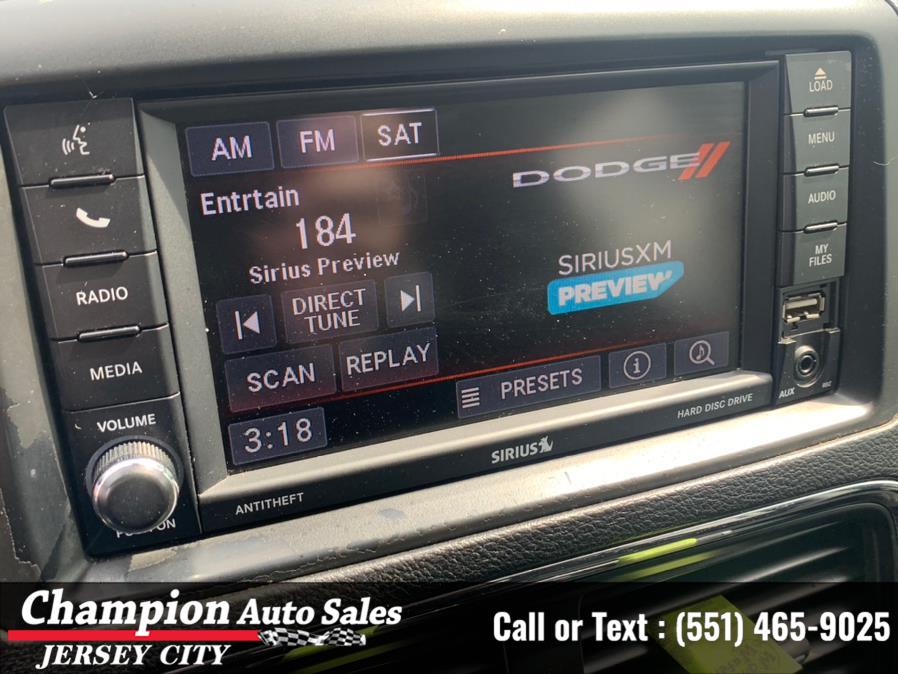 LOAD
AM FM SAT
DODGE
MENU
Entrtain
184
AUDIO
Sirius Preview
SIRIUSXM
PREVIEW
MY
FILES
RADIO
DIRECT
TUNE
MEDIA
SCAN REPLAY
PRESETS
AUX
VOLUME
3:18
HARD DISC DRIVE
SIRIUS
ANTITHEFT
Champion Auto Sales
JERSEY CITY
Call or Text : (551) 465-9025